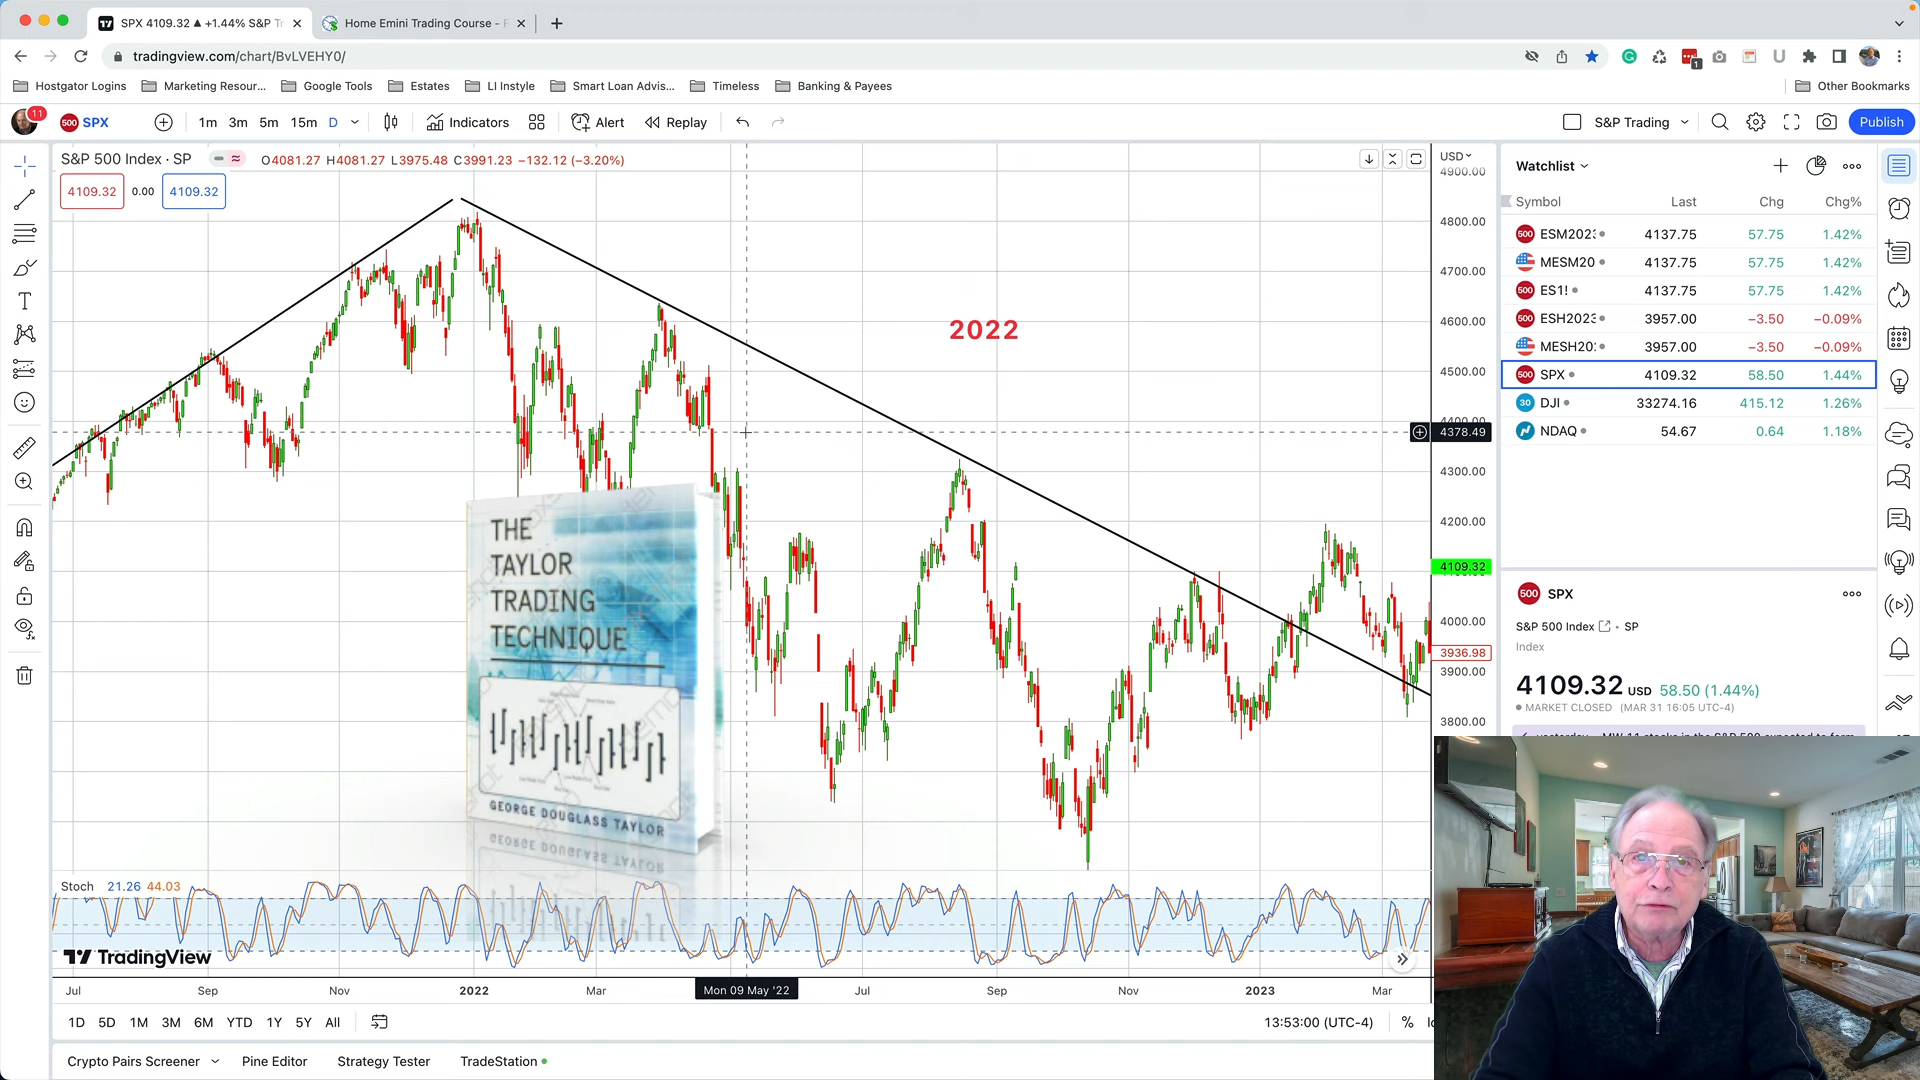 SPX 4109.32 ▲ +1.44% S&P Tr
Home Emini Trading Course - F
tradingview.com/chart/BvLVEHY0/
1
Hostgator Logins
Marketing Resour...
Google Tools
Estates
LI Instyle
Smart Loan Advis...
Timeless
Banking & Payees
Other Bookmarks
11
500 SPX
1m 3m 5m 15m D
Indicators
Alert
Replay
S&P Trading
Publish
S&P 500 Index · SP
O4081.27 H4081.27 L3975.48 C3991.23 −132.12 (−3.20%)
4109.32 0.00 4109.32
USD
4900.00
4800.00
4700.00
4600.00
4500.00
4400.00
4378.49
4300.00
4200.00
4109.32
4000.00
3936.98
3900.00
3800.00
2022
THE
TAYLOR
TRADING
TECHNIQUE
GEORGE DOUGLASS TAYLOR
Stoch 21.26 44.03
TradingView
Jul Sep Nov 2022 Mar Mon 09 May '22 Jul Sep Nov 2023 Mar
1D 5D 1M 3M 6M YTD 1Y 5Y All
13:53:00 (UTC-4) %
Crypto Pairs Screener
Pine Editor
Strategy Tester
TradeStation
Watchlist
Symbol Last Chg Chg%
500 ESM202 4137.75 57.75 1.42%
MESM20 4137.75 57.75 1.42%
500 ES1! 4137.75 57.75 1.42%
500 ESH202 3957.00 −3.50 −0.09%
MESH20 3957.00 −3.50 −0.09%
500 SPX 4109.32 58.50 1.44%
30 DJI 33274.16 415.12 1.26%
NDAQ 54.67 0.64 1.18%
500 SPX
S&P 500 Index · SP
Index
4109.32 USD 58.50 (1.44%)
MARKET CLOSED (MAR 31 16:05 UTC-4)